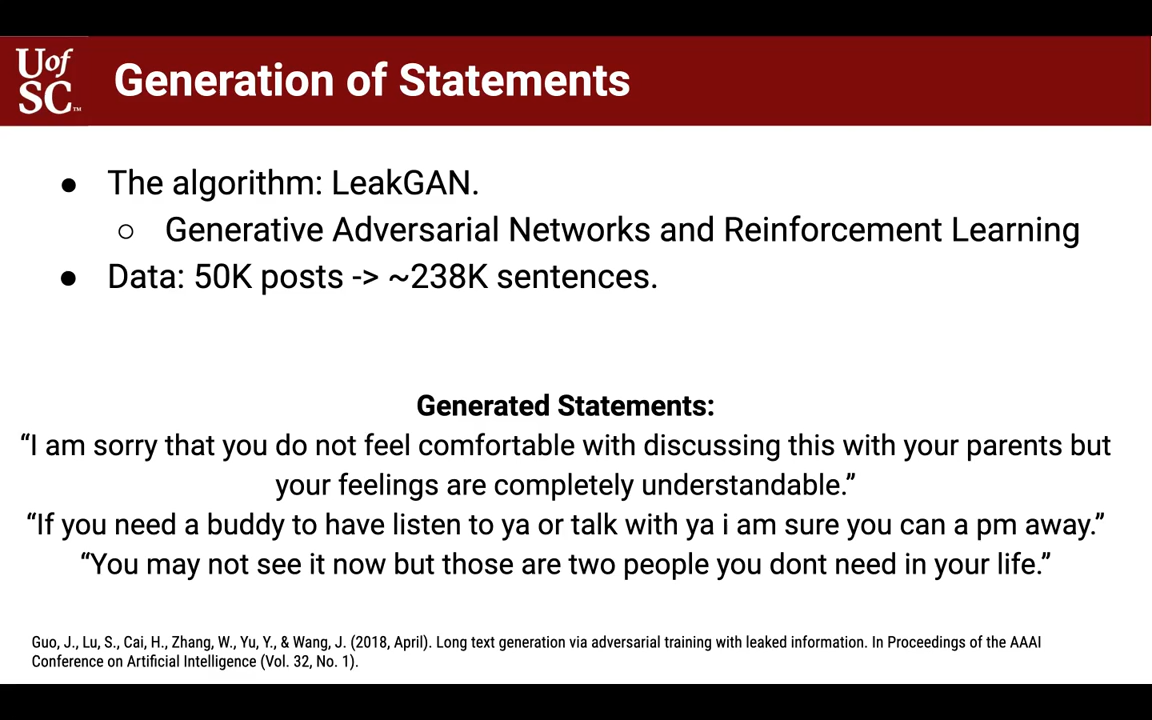 Uof
SC™
Generation of Statements
● The algorithm: LeakGAN.
○ Generative Adversarial Networks and Reinforcement Learning
● Data: 50K posts -> ~238K sentences.
Generated Statements:
“I am sorry that you do not feel comfortable with discussing this with your parents but
your feelings are completely understandable.”
“If you need a buddy to have listen to ya or talk with ya i am sure you can a pm away.”
“You may not see it now but those are two people you dont need in your life.”
Guo, J., Lu, S., Cai, H., Zhang, W., Yu, Y., & Wang, J. (2018, April). Long text generation via adversarial training with leaked information. In Proceedings of the AAAI
Conference on Artificial Intelligence (Vol. 32, No. 1).